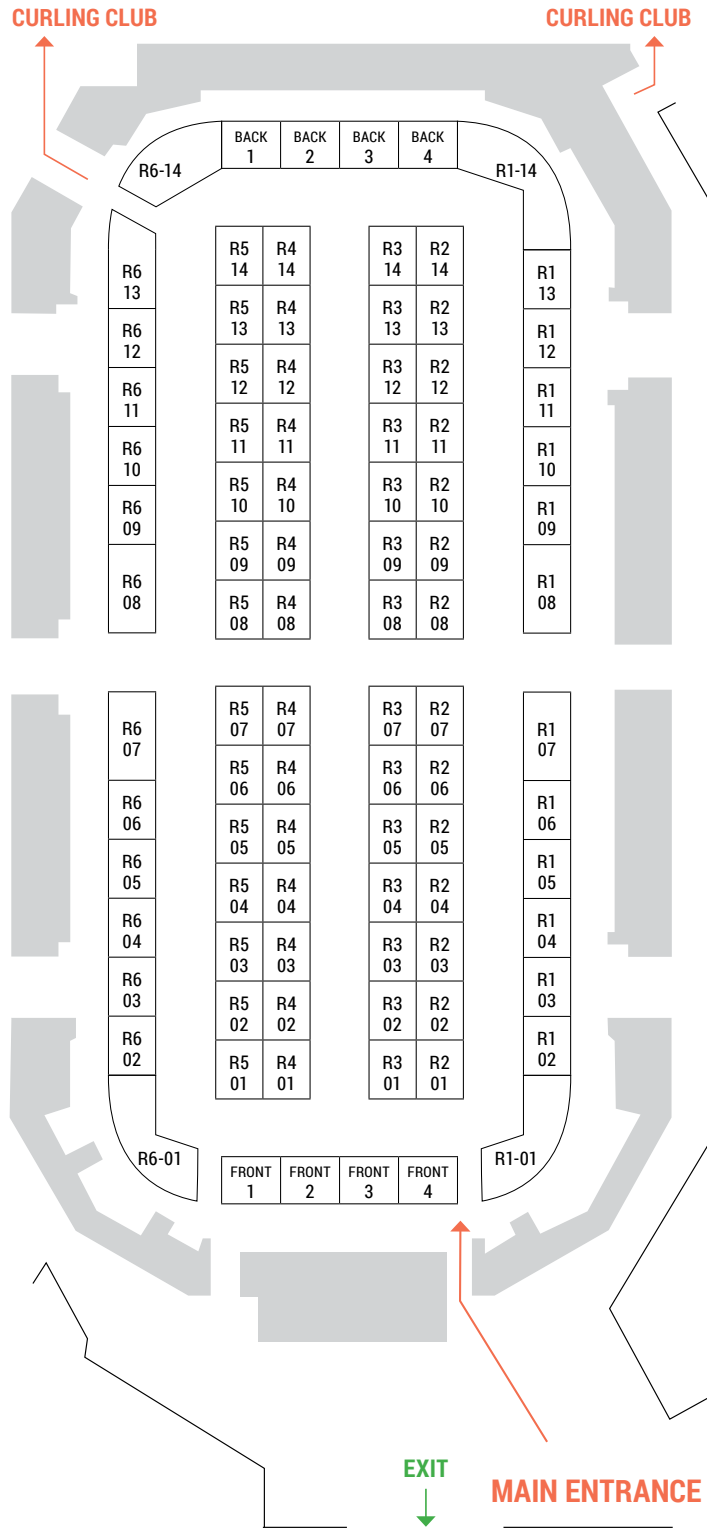 CURLING CLUB
CURLING CLUB
BACK
1
BACK
2
BACK
3
BACK
4
R6-14
R1-14
R5
14
R4
14
R3
14
R2
14
R6
13
R5
13
R4
13
R3
13
R2
13
R1
13
R6
12
R5
12
R4
12
R3
12
R2
12
R1
12
R6
11
R5
11
R4
11
R3
11
R2
11
R1
11
R6
10
R5
10
R4
10
R3
10
R2
10
R1
10
R6
09
R5
09
R4
09
R3
09
R2
09
R1
09
R6
08
R5
08
R4
08
R3
08
R2
08
R1
08
R6
07
R5
07
R4
07
R3
07
R2
07
R1
07
R6
06
R5
06
R4
06
R3
06
R2
06
R1
06
R6
05
R5
05
R4
05
R3
05
R2
05
R1
05
R6
04
R5
04
R4
04
R3
04
R2
04
R1
04
R6
03
R5
03
R4
03
R3
03
R2
03
R1
03
R6
02
R5
02
R4
02
R3
02
R2
02
R1
02
R5
01
R4
01
R3
01
R2
01
R6-01
R1-01
FRONT
1
FRONT
2
FRONT
3
FRONT
4
EXIT
MAIN ENTRANCE